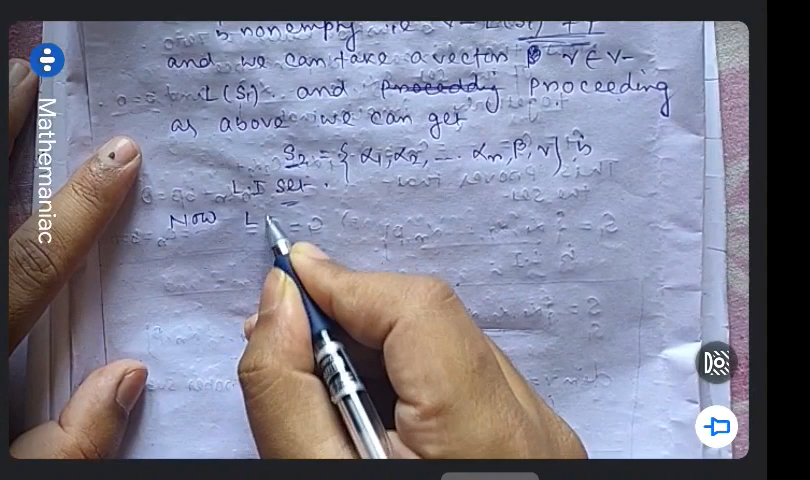 is nonempty
and we can take a vector β γ ∈ V-
L(S₁) and proceeding Proceeding
as above we can get
S₂ = { α₁, α₂, .... αn, β, γ} is
L.I set.
Now L
Mathemaniac